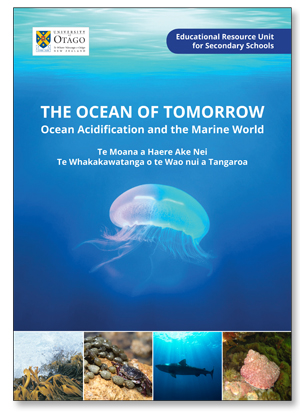 UNIVERSITY
of
OTAGO
Educational Resource Unit
for Secondary Schools
THE OCEAN OF TOMORROW
Ocean Acidification and the Marine World
Te Moana a Haere Ake Nei
Te Whakakawatanga o te Wao nui a Tangaroa